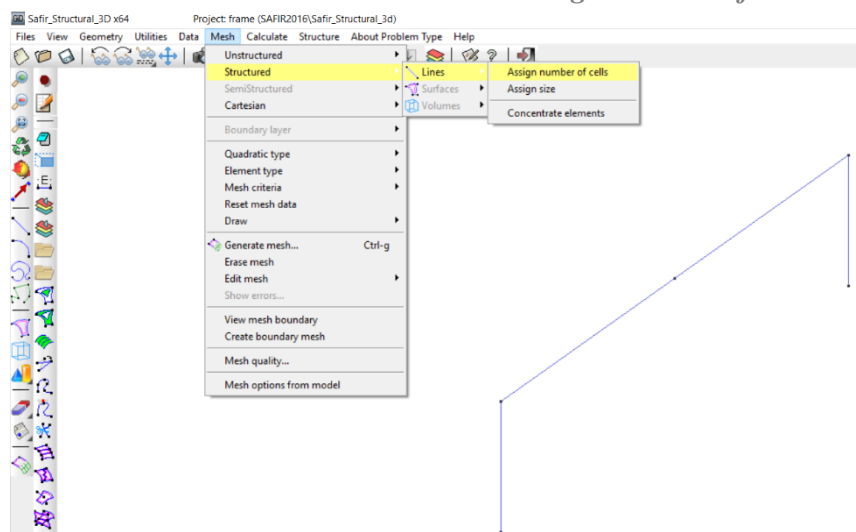 Safir_Structural_3D x64 Project: frame (SAFIR2016\Safir_Structural_3d)
Files View Geometry Utilities Data Mesh Calculate Structure About Problem Type Help
Unstructured
Structured
SemiStructured
Cartesian
Boundary layer
Quadratic type
Element type
Mesh criteria
Reset mesh data
Draw
Generate mesh... Ctrl-g
Erase mesh
Edit mesh
Show errors...
View mesh boundary
Create boundary mesh
Mesh quality...
Mesh options from model
Lines
Surfaces
Volumes
Assign number of cells
Assign size
Concentrate elements
:E: